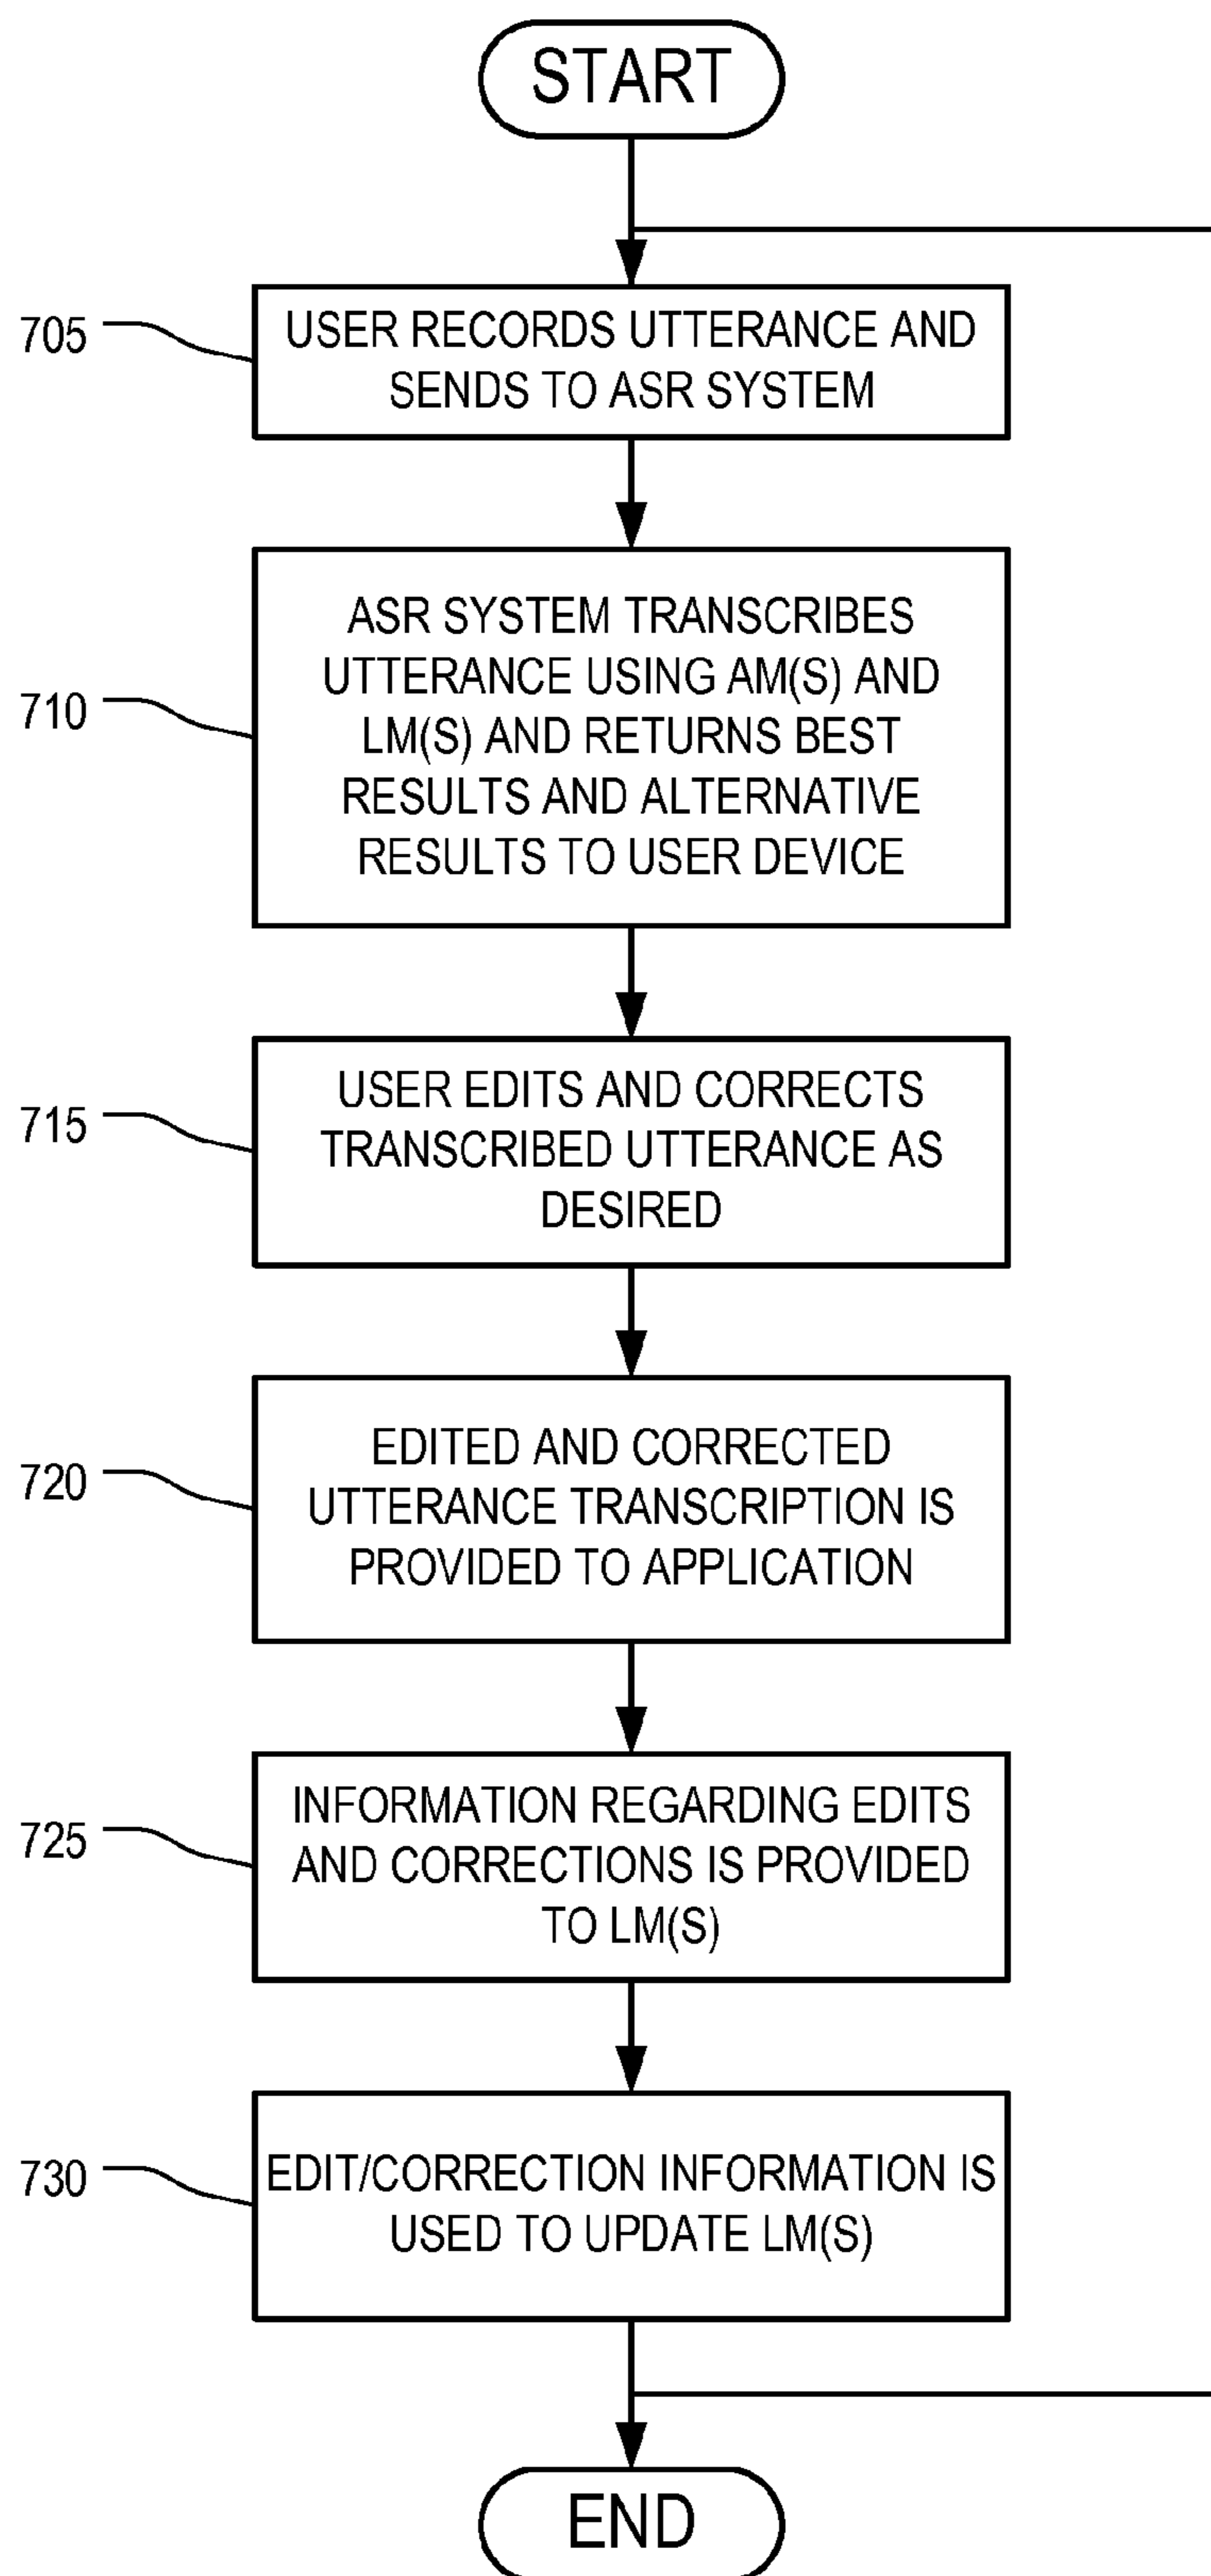 START
705
USER RECORDS UTTERANCE AND
SENDS TO ASR SYSTEM
710
ASR SYSTEM TRANSCRIBES
UTTERANCE USING AM(S) AND
LM(S) AND RETURNS BEST
RESULTS AND ALTERNATIVE
RESULTS TO USER DEVICE
715
USER EDITS AND CORRECTS
TRANSCRIBED UTTERANCE AS
DESIRED
720
EDITED AND CORRECTED
UTTERANCE TRANSCRIPTION IS
PROVIDED TO APPLICATION
725
INFORMATION REGARDING EDITS
AND CORRECTIONS IS PROVIDED
TO LM(S)
730
EDIT/CORRECTION INFORMATION IS
USED TO UPDATE LM(S)
END